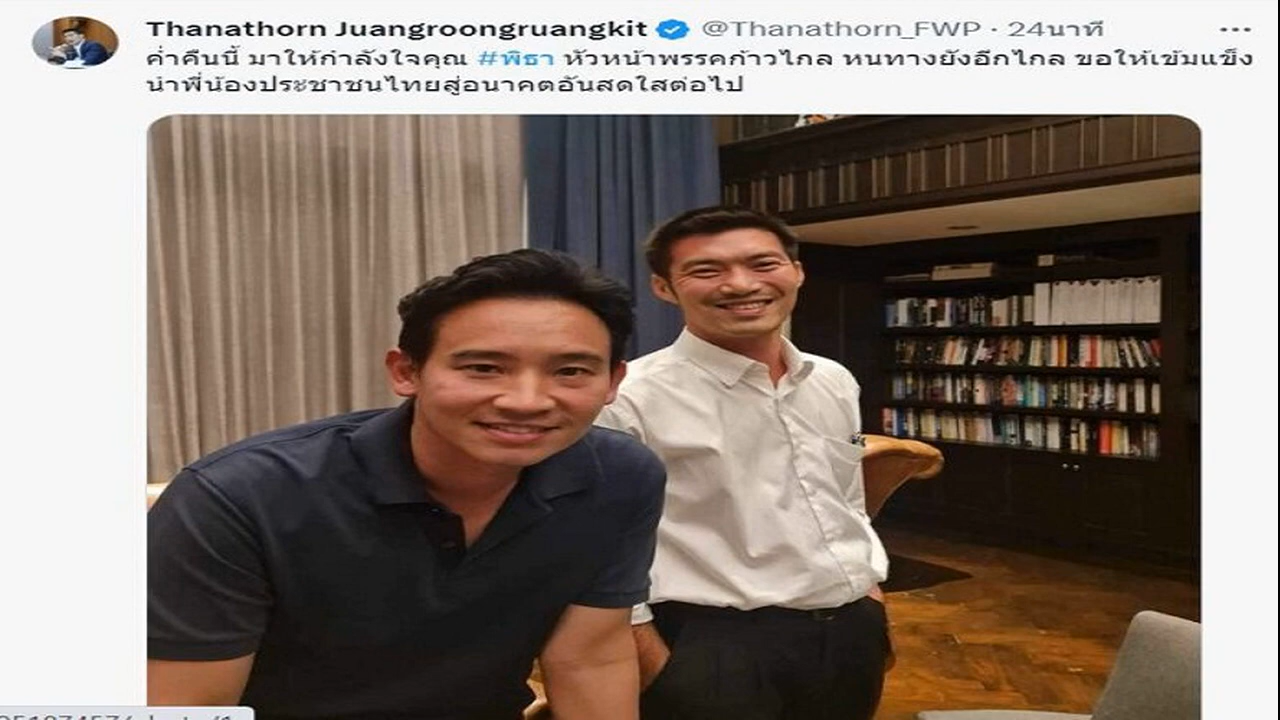 Thanathorn Juangroongruangkit @Thanathorn_FWP · 24นาที
ค่ำคืนนี้ มาให้กำลังใจคุณ #พิธา หัวหน้าพรรคก้าวไกล หนทางยังอีกไกล ขอให้เข้มแข็ง
นำพี่น้องประชาชนไทยสู่อนาคตอันสดใสต่อไป